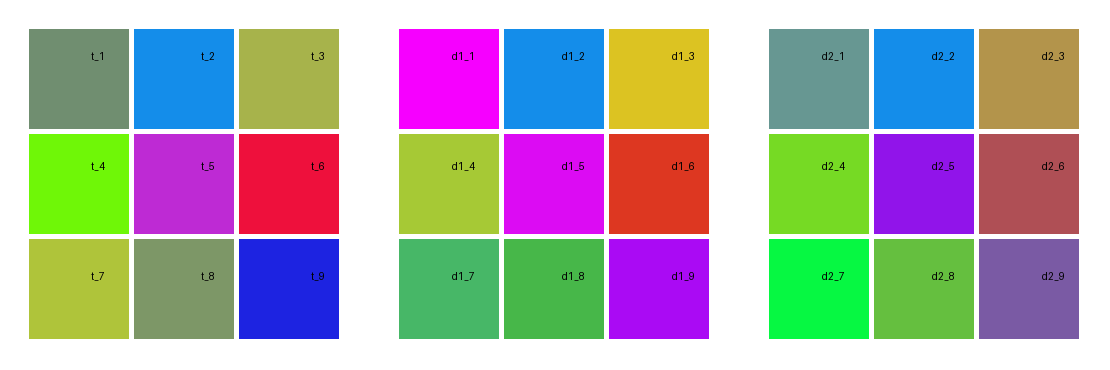 t_1 t_2 t_3 d1_1 d1_2 d1_3 d2_1 d2_2 d2_3
t_4 t_5 t_6 d1_4 d1_5 d1_6 d2_4 d2_5 d2_6
t_7 t_8 t_9 d1_7 d1_8 d1_9 d2_7 d2_8 d2_9